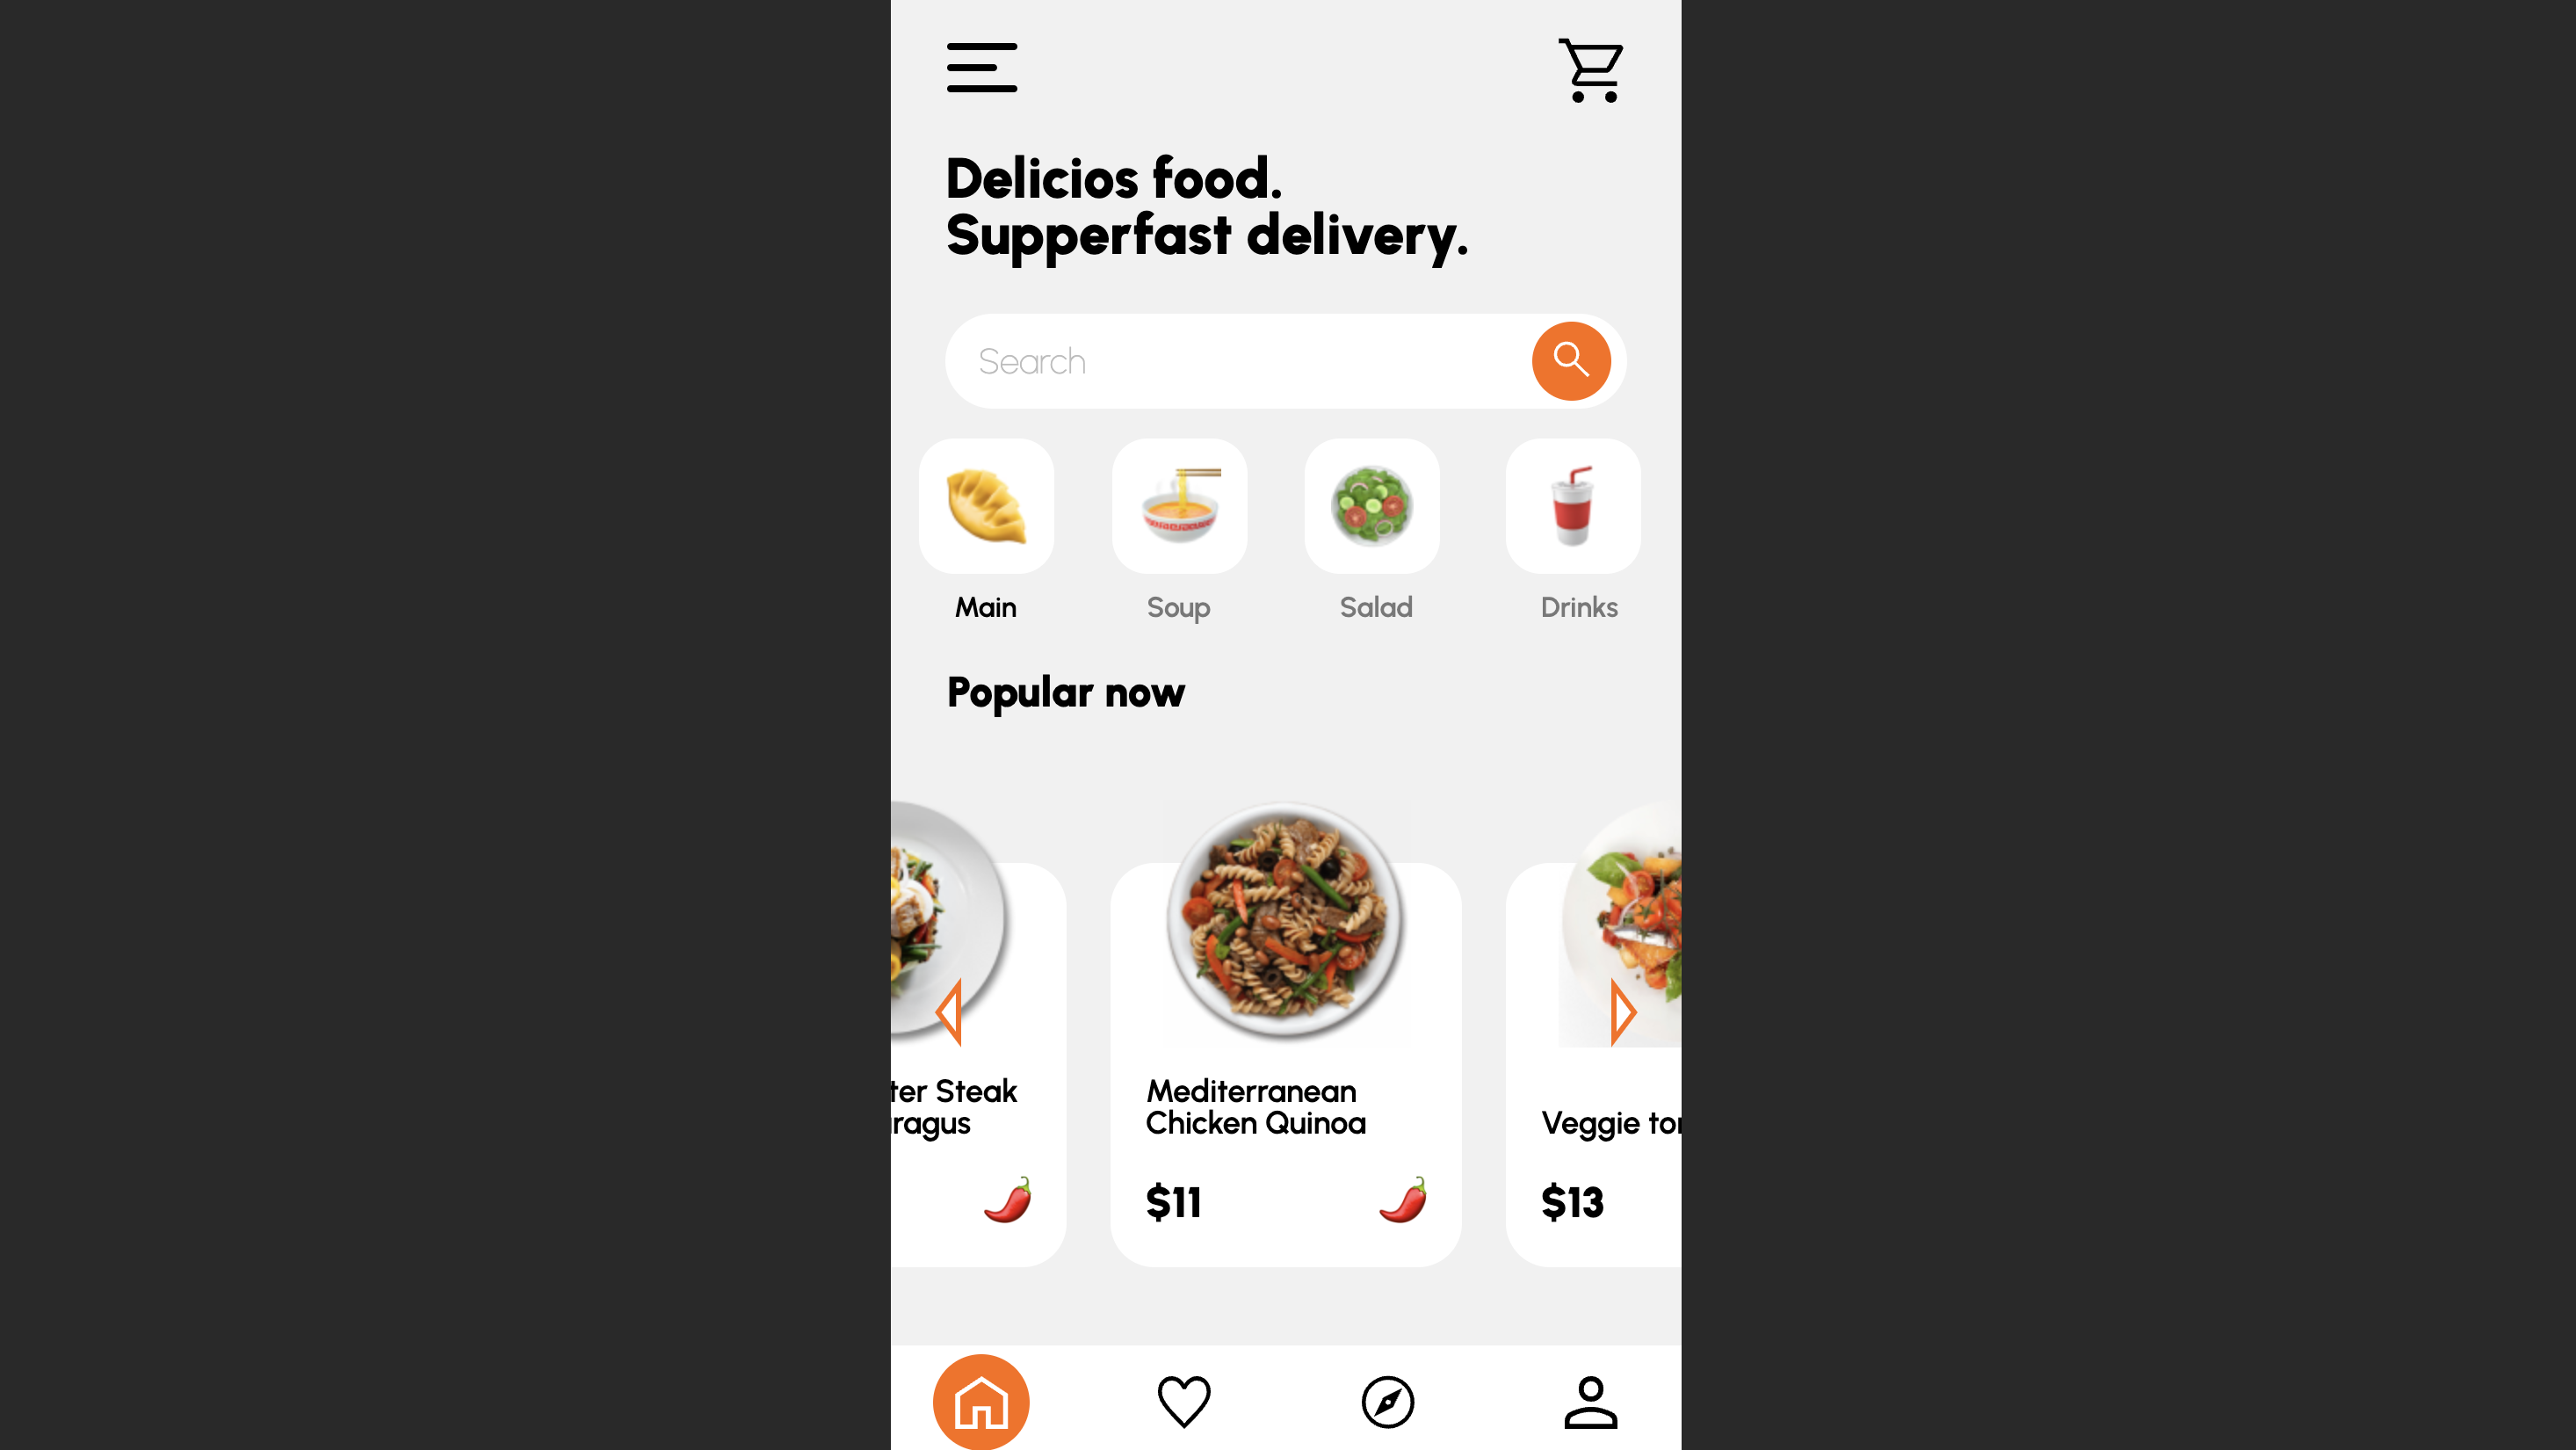 Delicios food.
Supperfast delivery.
Search
Main
Soup
Salad
Drinks
Popular now
ter Steak
ragus
Mediterranean
Chicken Quinoa
$11
Veggie to
$13